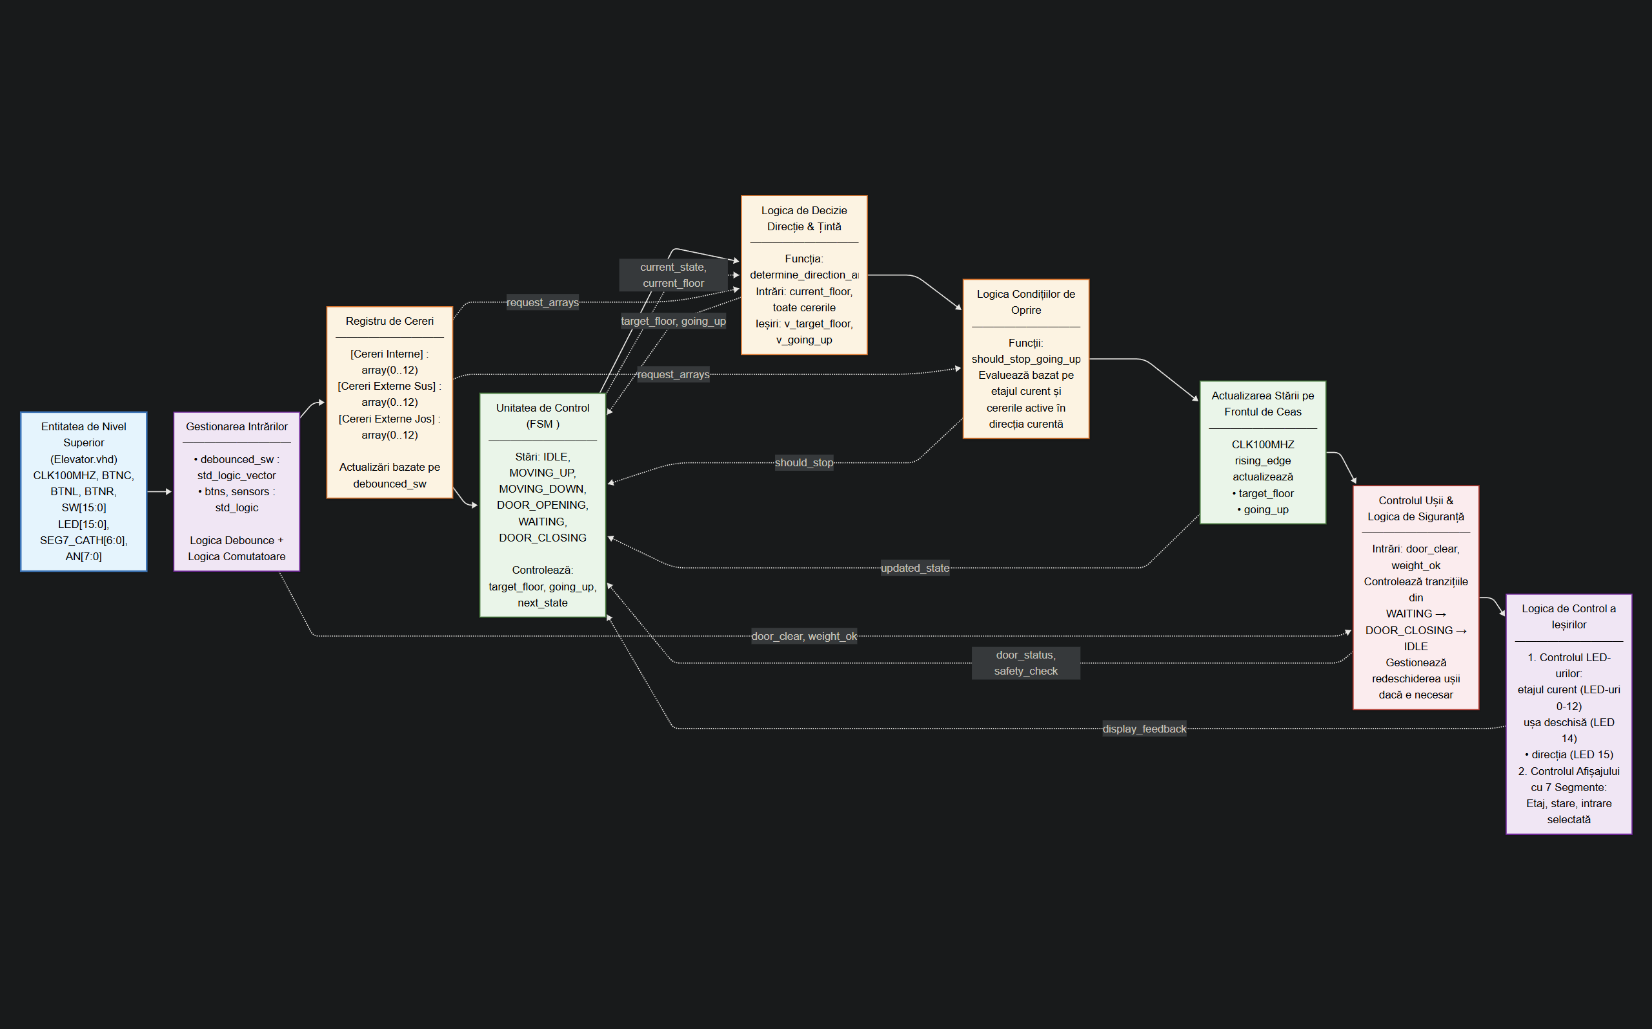 Entitatea de Nivel
Superior
(Elevator.vhd)
CLK100MHZ, BTNC,
BTNL, BTNR,
SW[15:0]
LED[15:0],
SEG7_CATH[6:0],
AN[7:0]
Gestionarea Intrărilor
• debounced_sw :
std_logic_vector
• btns, sensors :
std_logic
Logica Debounce +
Logica Comutatoare
Registru de Cereri
[Cereri Interne] :
array(0..12)
[Cereri Externe Sus] :
array(0..12)
[Cereri Externe Jos] :
array(0..12)
Actualizări bazate pe
debounced_sw
Unitatea de Control
(FSM )
Stări: IDLE,
MOVING_UP,
MOVING_DOWN,
DOOR_OPENING,
WAITING,
DOOR_CLOSING
Controlează:
target_floor, going_up,
next_state
request_arrays
current_state,
current_floor
target_floor, going_up
request_arrays
Logica de Decizie
Direcție & Țintă
Funcția:
determine_direction_a
Intrări: current_floor,
toate cererile
Ieșiri: v_target_floor,
v_going_up
should_stop
updated_state
door_clear, weight_ok
door_status,
safety_check
display_feedback
Logica Condițiilor de
Oprire
Funcții:
should_stop_going_up
Evaluează bazat pe
etajul curent și
cererile active în
direcția curentă
Actualizarea Stării pe
Frontul de Ceas
CLK100MHZ
rising_edge
actualizează
• target_floor
• going_up
Controlul Ușii &
Logica de Siguranță
Intrări: door_clear,
weight_ok
Controlează tranzițiile
din
WAITING →
DOOR_CLOSING →
IDLE
Gestionează
redeschiderea ușii
dacă e necesar
Logica de Control a
Ieșirilor
1. Controlul LED-
urilor:
etajul curent (LED-uri
0-12)
ușa deschisă (LED
14)
• direcția (LED 15)
2. Controlul Afișajului
cu 7 Segmente:
Etaj, stare, intrare
selectată